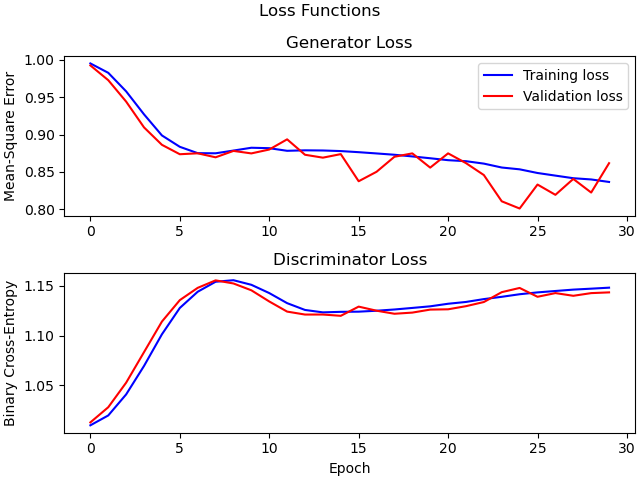 Loss Functions
Generator Loss
Mean-Square Error
1.00
0.95
0.90
0.85
0.80
Training loss
Validation loss
0 5 10 15 20 25 30
Discriminator Loss
Binary Cross-Entropy
1.15
1.10
1.05
0 5 10 15 20 25 30
Epoch